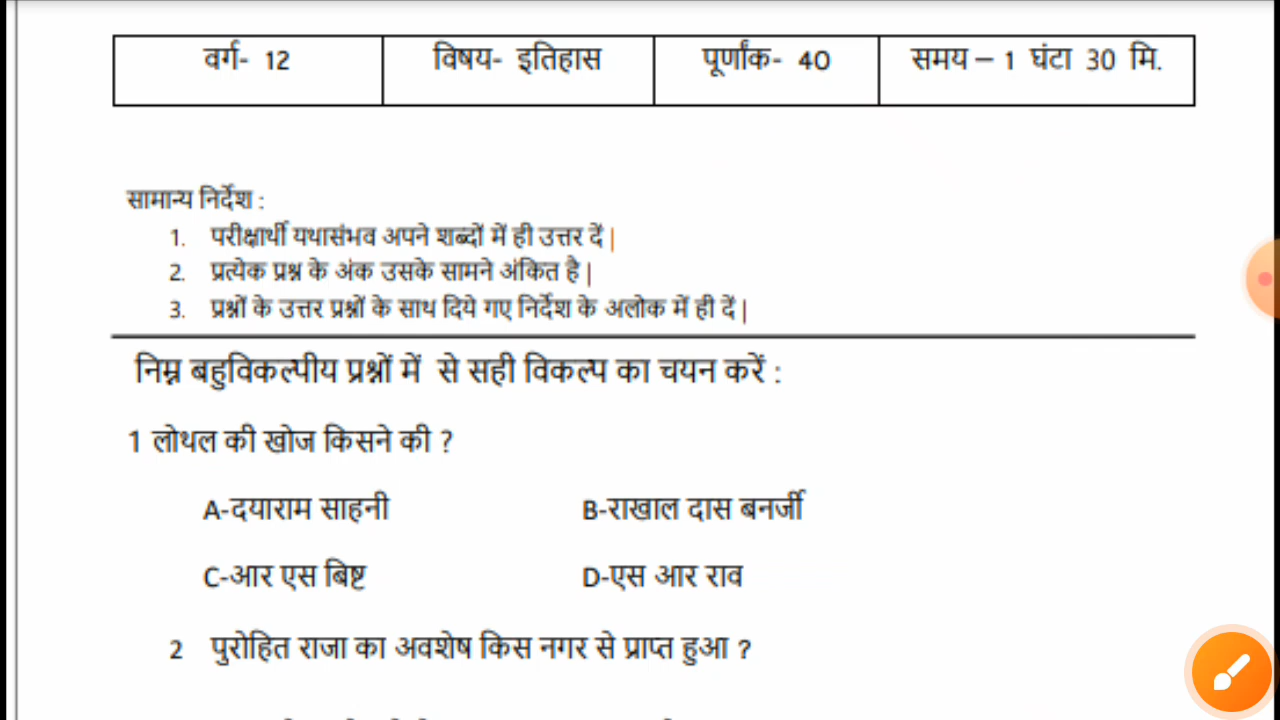 वर्ग- 12 विषय- इतिहास पूर्णांक- 40 समय – 1 घंटा 30 मि.
सामान्य निर्देश :
1. परीक्षार्थी यथासंभव अपने शब्दों में ही उत्तर दें |
2. प्रत्येक प्रश्न के अंक उसके सामने अंकित है |
3. प्रश्नों के उत्तर प्रश्नों के साथ दिये गए निर्देश के अलोक में ही दें |
निम्न बहुविकल्पीय प्रश्नों में से सही विकल्प का चयन करें :
1 लोथल की खोज किसने की ?
A-दयाराम साहनी B-राखाल दास बनर्जी
C-आर एस बिष्ट D-एस आर राव
2 पुरोहित राजा का अवशेष किस नगर से प्राप्त हुआ ?